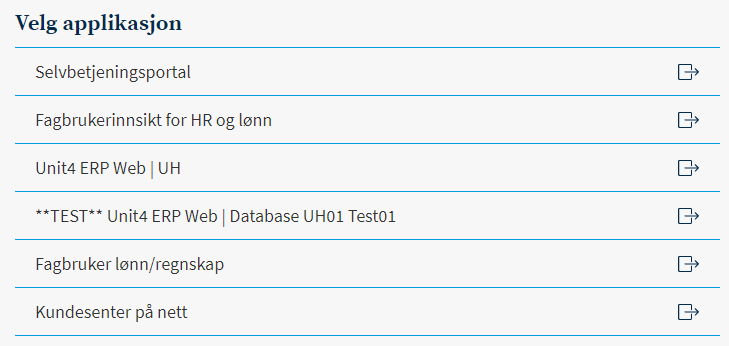 Velg applikasjon
Selvbetjeningsportal
Fagbrukerinnsikt for HR og lønn
Unit4 ERP Web | UH
**TEST** Unit4 ERP Web | Database UH01 Test01
Fagbruker lønn/regnskap
Kundesenter på nett